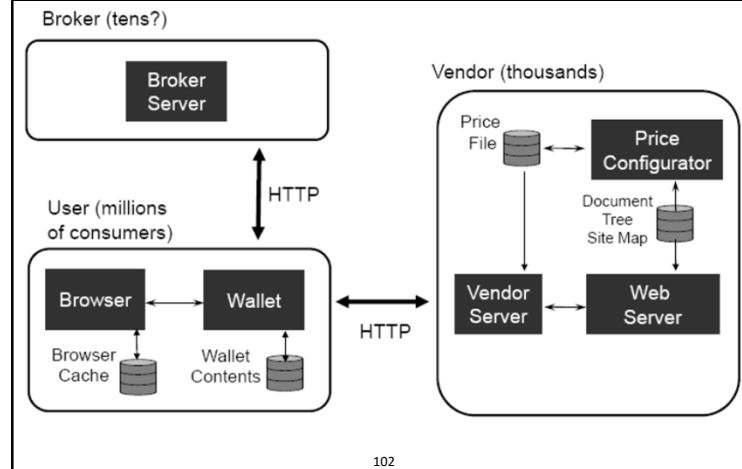 Broker (tens?)
Broker
Server
HTTP
User (millions
of consumers)
Browser
Wallet
Browser
Cache
Wallet
Contents
HTTP
Vendor (thousands)
Price
File
Price
Configurator
Document
Tree
Site Map
Vendor
Server
Web
Server
102